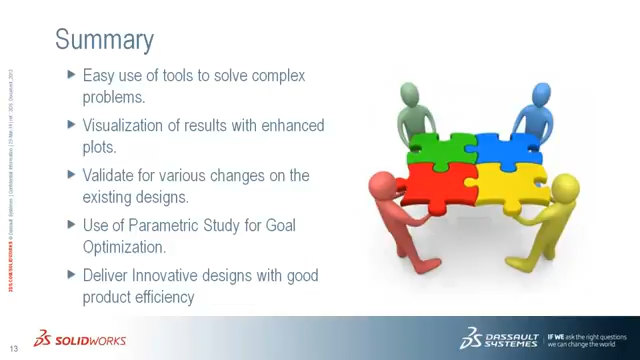 Summary
Easy use of tools to solve complex
problems.
Visualization of results with enhanced
plots.
Validate for various changes on the
existing designs.
Use of Parametric Study for Goal
Optimization.
Deliver Innovative designs with good
product efficiency
13
SOLIDWORKS
DASSAULT
SYSTEMES
IF WE ask the right questions
we can change the world